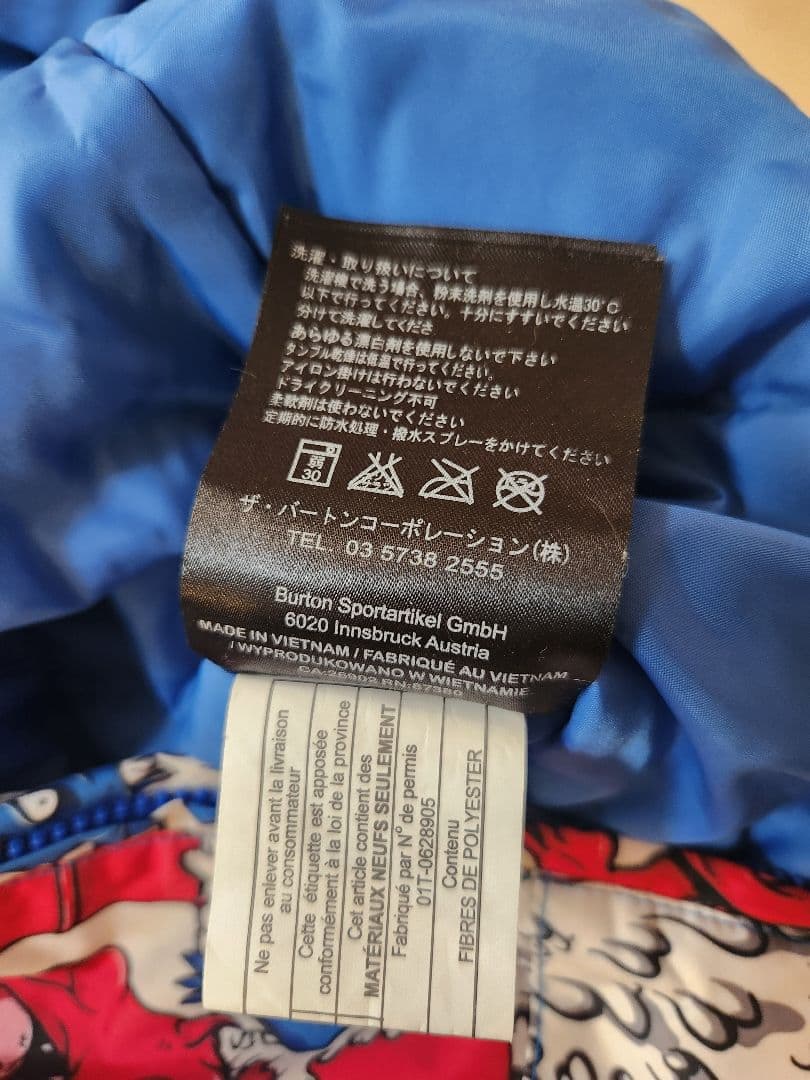 洗濯・取り扱いについて
洗濯機で洗う場合、粉末洗剤を使用し水温30°C
以下で行ってください。十分にすすいでください
分けて洗濯してくださ
あらゆる漂白剤を使用しないで下さい
タンブル乾燥は低温で行ってください。
アイロン掛けは行わないでください
ドライクリーニング不可
柔軟剤は使わないでください
定期的に防水処理・撥水スプレーをかけてください
弱
30
ザ・バートンコーポレーション(株)
TEL. 03 5738 2555
Burton Sportartikel GmbH
6020 Innsbruck Austria
MADE IN VIETNAM / FABRIQUÉ AU VIETNAM
/ WYPRODUKOWANO W WIETNAMIE
CA:26902 RN:57380
Ne pas enlever avant la livraison
au consommateur
Cette étiquette est apposée
conformément à la loi de la province
Cet article contient des
MATÉRIAUX NEUFS SEULEMENT
Fabriqué par N° de permis
01T-0628905
Contenu
FIBRES DE POLYESTER